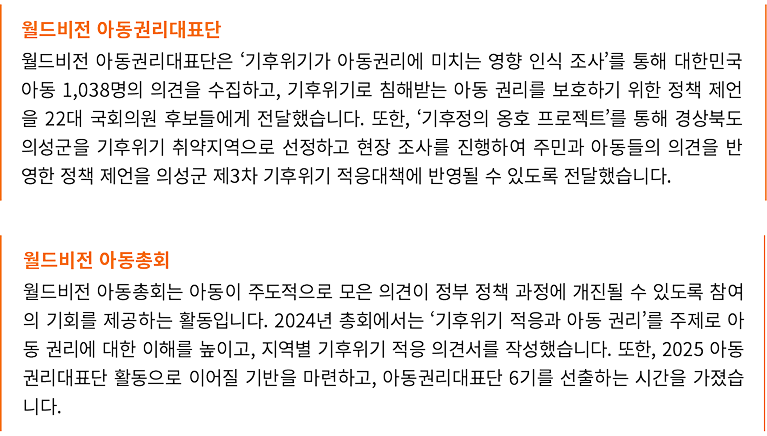 월드비전 아동권리대표단
월드비전 아동권리대표단은 ‘기후위기가 아동권리에 미치는 영향 인식 조사’를 통해 대한민국
아동 1,038명의 의견을 수집하고, 기후위기로 침해받는 아동 권리를 보호하기 위한 정책 제언
을 22대 국회의원 후보들에게 전달했습니다. 또한, ‘기후정의 옹호 프로젝트’를 통해 경상북도
의성군을 기후위기 취약지역으로 선정하고 현장 조사를 진행하여 주민과 아동들의 의견을 반
영한 정책 제언을 의성군 제3차 기후위기 적응대책에 반영될 수 있도록 전달했습니다.
월드비전 아동총회
월드비전 아동총회는 아동이 주도적으로 모은 의견이 정부 정책 과정에 개진될 수 있도록 참여
의 기회를 제공하는 활동입니다. 2024년 총회에서는 ‘기후위기 적응과 아동 권리’를 주제로 아
동 권리에 대한 이해를 높이고, 지역별 기후위기 적응 의견서를 작성했습니다. 또한, 2025 아동
권리대표단 활동으로 이어질 기반을 마련하고, 아동권리대표단 6기를 선출하는 시간을 가졌습
니다.